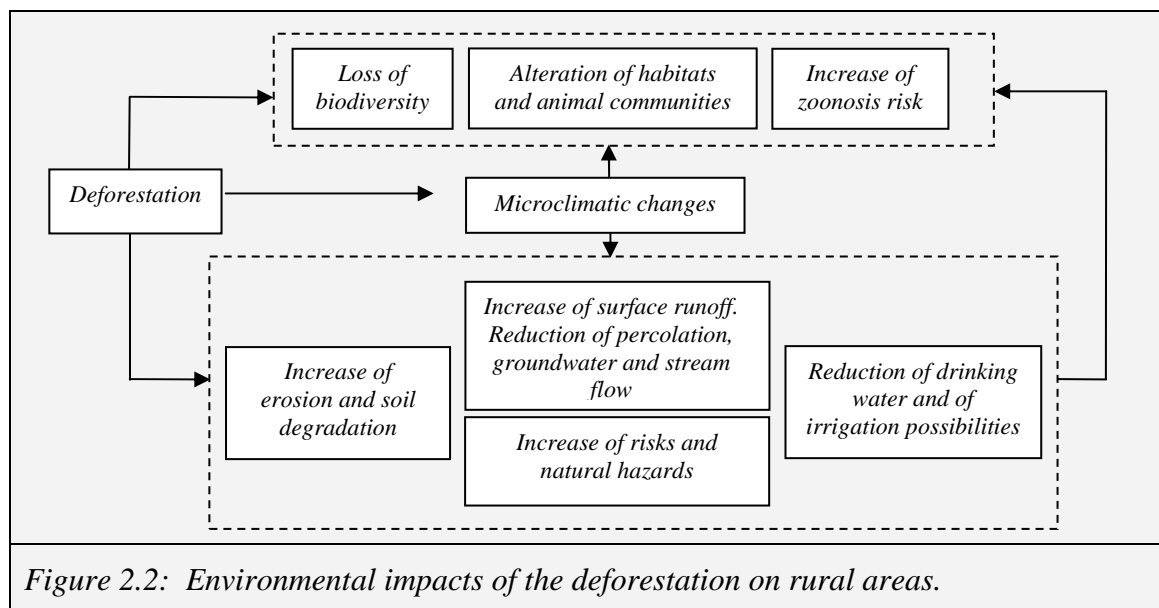 Loss of
biodiversity
Alteration of habitats
and animal communities
Increase of
zoonosis risk
Deforestation
Microclimatic changes
Increase of
erosion and soil
degradation
Increase of surface runoff.
Reduction of percolation,
groundwater and stream
flow
Increase of risks and
natural hazards
Reduction of drinking
water and of
irrigation possibilities
Figure 2.2: Environmental impacts of the deforestation on rural areas.